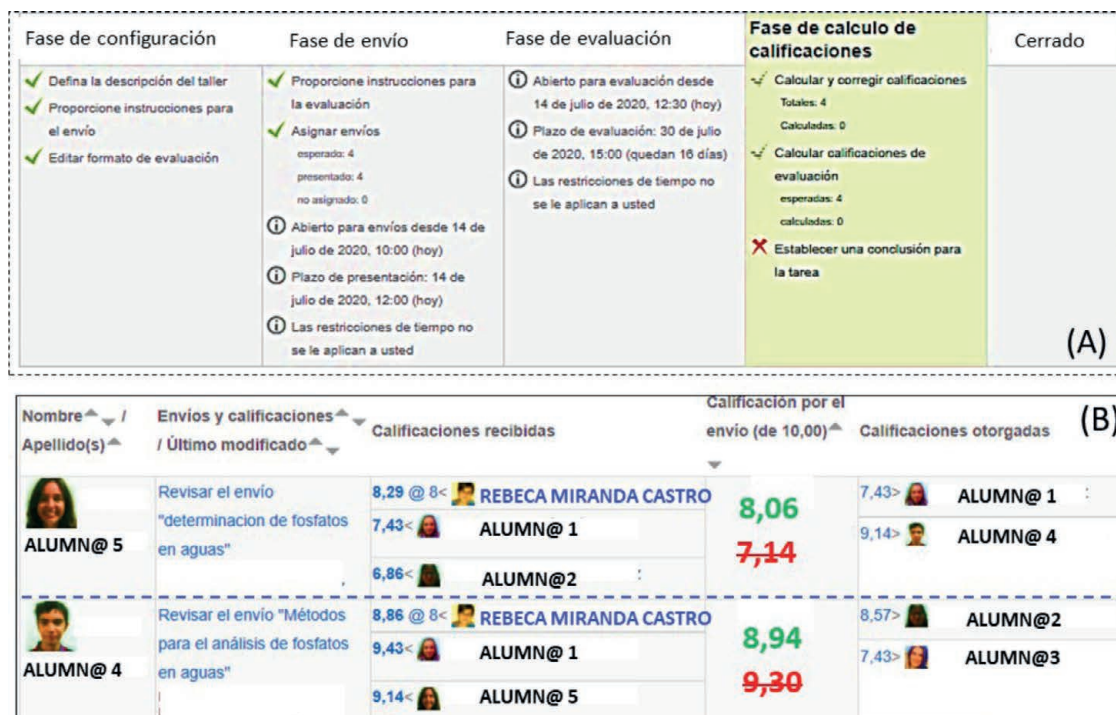 Fase de configuración
Defina la descripción del taller
Proporcione instrucciones para
el envío
Editar formato de evaluación
Fase de envío
Proporcione instrucciones para
la evaluación
Asignar envíos
esperado: 4
presentado: 4
no asignado: 0
Abierto para envíos desde 14 de
julio de 2020, 10:00 (hoy)
Plazo de presentación: 14 de
julio de 2020, 12:00 (hoy)
Las restricciones de tiempo no
se le aplican a usted
Fase de evaluación
Abierto para evaluación desde
14 de julio de 2020, 12:30 (hoy)
Plazo de evaluación: 30 de julio
de 2020, 15:00 (quedan 16 días)
Las restricciones de tiempo no
se le aplican a usted
Fase de calculo de
calificaciones
Calcular y corregir calificaciones
Totales: 4
Calculadas: 0
Calcular calificaciones de
evaluación
esperadas: 4
calculadas: 0
Establecer una conclusión para
la tarea
Cerrado
(A)
(B)
Nombre /
Apellido(s)
Envíos y calificaciones
/ Último modificado
Calificaciones recibidas
Calificación por el
envío (de 10,00)
Calificaciones otorgadas
ALUMN@ 5
Revisar el envío
"determinacion de fosfatos
en aguas"
8,29 @ 8< REBECA MIRANDA CASTRO
7,43< ALUMN@ 1
6,86< ALUMN@2
8,06
7,14
7,43> ALUMN@ 1
9,14> ALUMN@ 4
ALUMN@ 4
Revisar el envío "Métodos
para el análisis de fosfatos
en aguas"
8,86 @ 8< REBECA MIRANDA CASTRO
9,43< ALUMN@ 1
9,14< ALUMN@ 5
8,94
9,30
8,57> ALUMN@2
7,43> ALUMN@3